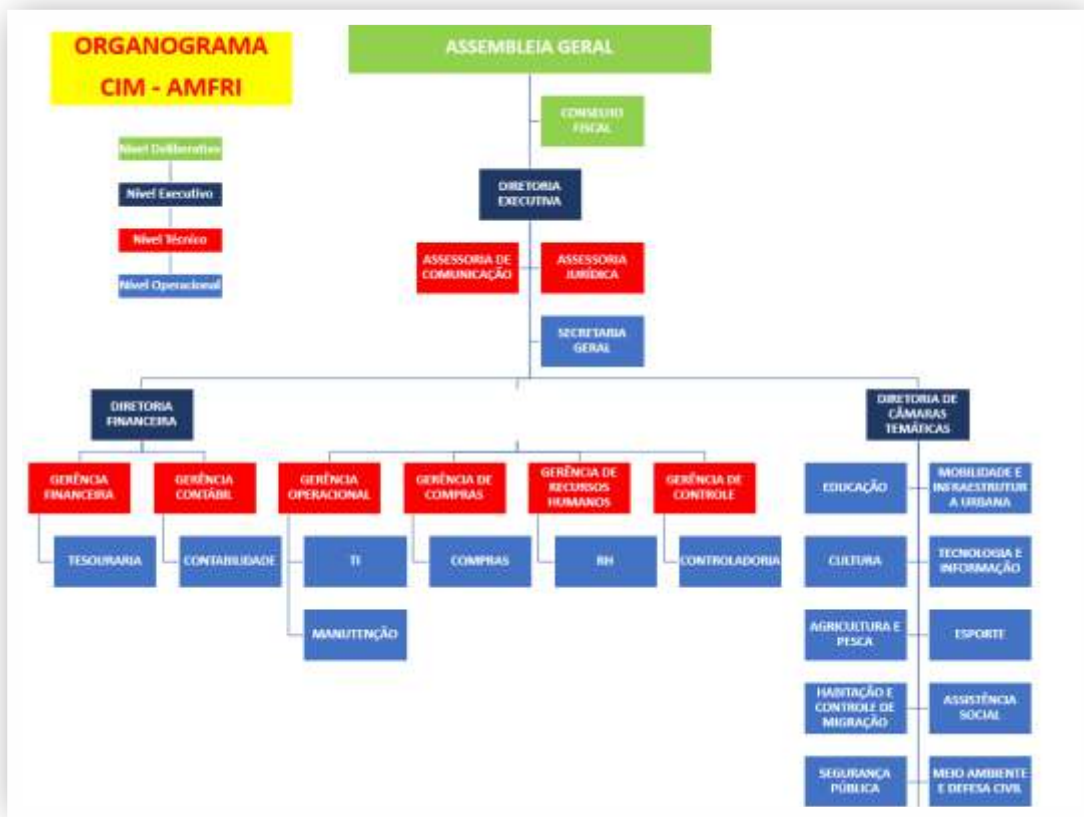 ORGANOGRAMA
CIM - AMFRI
ASSEMBLEIA GERAL
CONSELHO
FISCAL
Nível Deliberativo
Nível Executivo
Nível Técnico
Nível Operacional
DIRETORIA
EXECUTIVA
ASSESSORIA DE
COMUNICAÇÃO
ASSESSORIA
JURÍDICA
SECRETARIA
GERAL
DIRETORIA
FINANCEIRA
DIRETORIA DE
CÂMARAS
TEMÁTICAS
GERÊNCIA
FINANCEIRA
GERÊNCIA
CONTÁBIL
GERÊNCIA
OPERACIONAL
GERÊNCIA
DE COMPRAS
GERÊNCIA DE
RECURSOS
HUMANOS
GERÊNCIA
DE CONTROLE
TESOURARIA
CONTABILIDADE
TI
COMPRAS
RH
CONTROLADORIA
MANUTENÇÃO
EDUCAÇÃO
MOBILIDADE E
INFRAESTRUTUR
A URBANA
CULTURA
TECNOLOGIA E
INFORMAÇÃO
AGRICULTURA E
PESCA
ESPORTE
HABITAÇÃO E
CONTROLE DE
MIGRAÇÃO
ASSISTÊNCIA
SOCIAL
SEGURANÇA
PÚBLICA
MEIO AMBIENTE
E DEFESA CIVIL